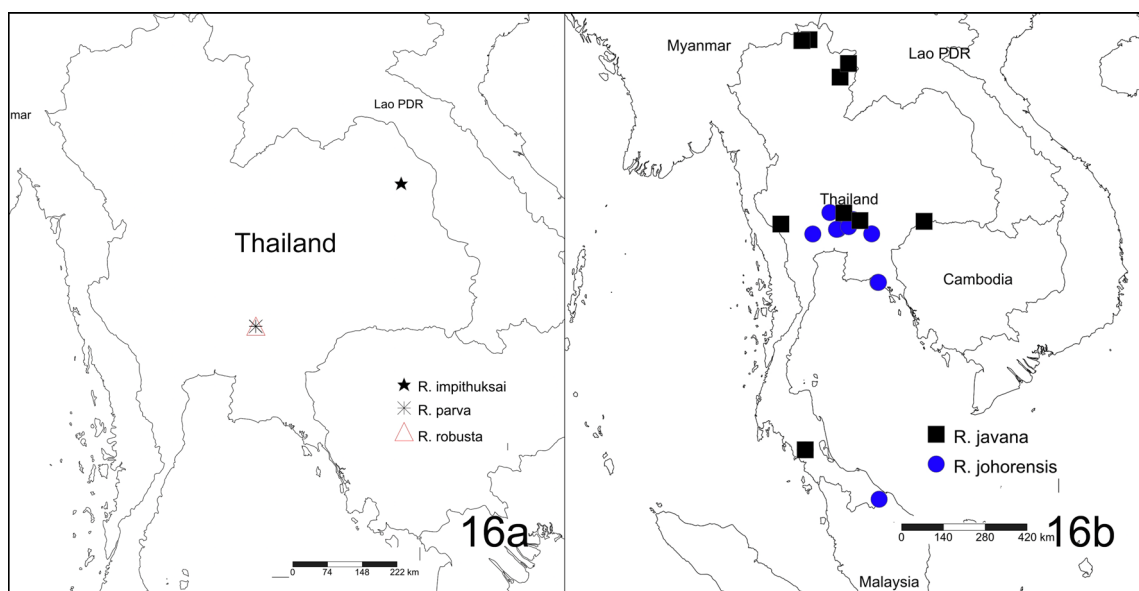 Lao PDR
mar
Thailand
R. impithuksai
R. parva
R. robusta
16a
0 74 148 222 km
Myanmar
Lao PDR
Thailand
Cambodia
R. javana
R. johorensis
0 140 280 420 km
16b
Malaysia